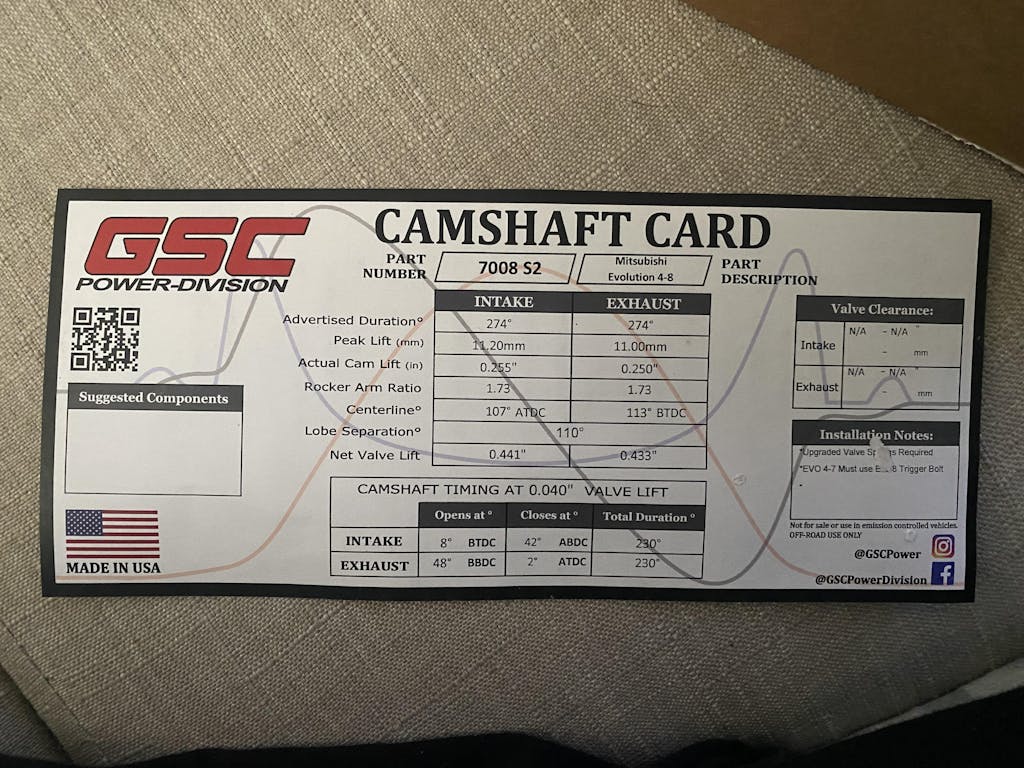 GSC
POWER-DIVISION
CAMSHAFT CARD
PART NUMBER 7008 S2 Mitsubishi Evolution 4-8 PART DESCRIPTION
INTAKE EXHAUST
Advertised Duration° 274° 274°
Peak Lift (mm) 11.20mm 11.00mm
Actual Cam Lift (in) 0.255" 0.250"
Rocker Arm Ratio 1.73 1.73
Centerline° 107° ATDC 113° BTDC
Lobe Separation° 110°
Net Valve Lift 0.441" 0.433"
Suggested Components
MADE IN USA
CAMSHAFT TIMING AT 0.040" VALVE LIFT
Opens at ° Closes at ° Total Duration °
INTAKE 8° BTDC 42° ABDC 230°
EXHAUST 48° BBDC 2° ATDC 230°
Valve Clearance:
Intake N/A - N/A "
- mm
Exhaust N/A - N/A "
- mm
Installation Notes:
*Upgraded Valve Required
*EVO 4-7 Must use Trigger Bolt
-
Not for sale or use in emission controlled vehicles.
OFF-ROAD USE ONLY
@GSCPower
@GSCPowerDivision